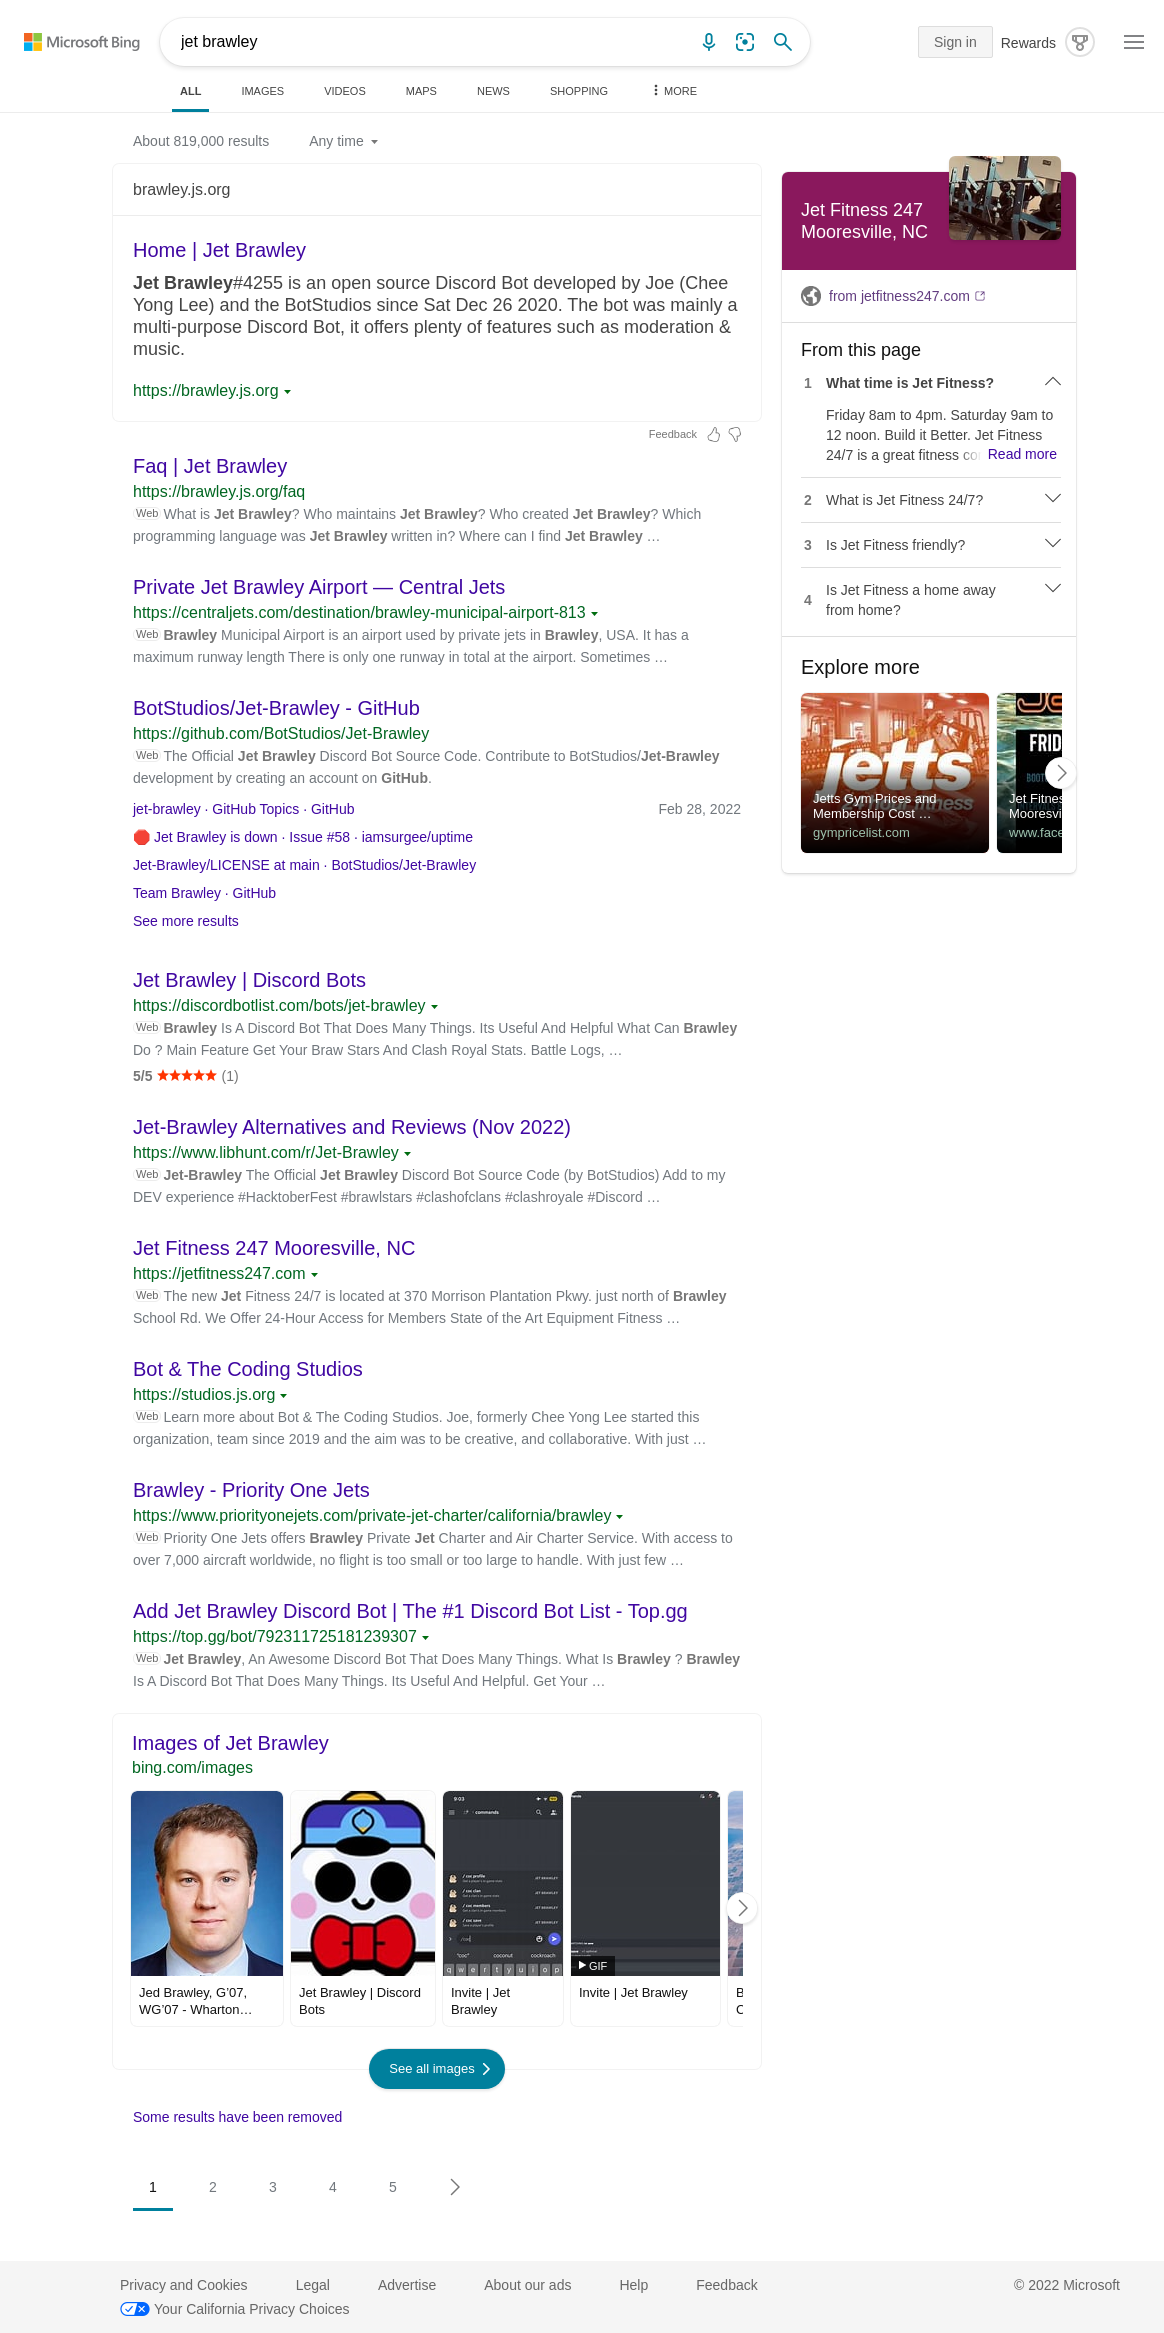 Microsoft Bing
jet brawley
Sign in
Rewards
ALL
IMAGES
VIDEOS
MAPS
NEWS
SHOPPING
MORE
About 819,000 results
Any time
brawley.js.org
Home | Jet Brawley
Jet Brawley#4255 is an open source Discord Bot developed by Joe (Chee
Yong Lee) and the BotStudios since Sat Dec 26 2020. The bot was mainly a
multi-purpose Discord Bot, it offers plenty of features such as moderation &
music.
https://brawley.js.org
Feedback
Faq | Jet Brawley
https://brawley.js.org/faq
Web What is Jet Brawley? Who maintains Jet Brawley? Who created Jet Brawley? Which
programming language was Jet Brawley written in? Where can I find Jet Brawley …
Private Jet Brawley Airport — Central Jets
https://centraljets.com/destination/brawley-municipal-airport-813
Web Brawley Municipal Airport is an airport used by private jets in Brawley, USA. It has a
maximum runway length There is only one runway in total at the airport. Sometimes …
BotStudios/Jet-Brawley - GitHub
https://github.com/BotStudios/Jet-Brawley
Web The Official Jet Brawley Discord Bot Source Code. Contribute to BotStudios/Jet-Brawley
development by creating an account on GitHub.
jet-brawley · GitHub Topics · GitHub
Feb 28, 2022
Jet Brawley is down · Issue #58 · iamsurgee/uptime
Jet-Brawley/LICENSE at main · BotStudios/Jet-Brawley
Team Brawley · GitHub
See more results
Jet Brawley | Discord Bots
https://discordbotlist.com/bots/jet-brawley
Web Brawley Is A Discord Bot That Does Many Things. Its Useful And Helpful What Can Brawley
Do ? Main Feature Get Your Braw Stars And Clash Royal Stats. Battle Logs, …
5/5 ★★★★★ (1)
Jet-Brawley Alternatives and Reviews (Nov 2022)
https://www.libhunt.com/r/Jet-Brawley
Web Jet-Brawley The Official Jet Brawley Discord Bot Source Code (by BotStudios) Add to my
DEV experience #HacktoberFest #brawlstars #clashofclans #clashroyale #Discord …
Jet Fitness 247 Mooresville, NC
https://jetfitness247.com
Web The new Jet Fitness 24/7 is located at 370 Morrison Plantation Pkwy. just north of Brawley
School Rd. We Offer 24-Hour Access for Members State of the Art Equipment Fitness …
Bot & The Coding Studios
https://studios.js.org
Web Learn more about Bot & The Coding Studios. Joe, formerly Chee Yong Lee started this
organization, team since 2019 and the aim was to be creative, and collaborative. With just …
Brawley - Priority One Jets
https://www.priorityonejets.com/private-jet-charter/california/brawley
Web Priority One Jets offers Brawley Private Jet Charter and Air Charter Service. With access to
over 7,000 aircraft worldwide, no flight is too small or too large to handle. With just few …
Add Jet Brawley Discord Bot | The #1 Discord Bot List - Top.gg
https://top.gg/bot/792311725181239307
Web Jet Brawley, An Awesome Discord Bot That Does Many Things. What Is Brawley ? Brawley
Is A Discord Bot That Does Many Things. Its Useful And Helpful. Get Your …
Images of Jet Brawley
bing.com/images
9:03
commands
/ coc profile
JET BRAWLEY
/ coc clan
JET BRAWLEY
/ coc members
JET BRAWLEY
/ coc save
JET BRAWLEY
/coc
"coc"
coconut
cockroach
q w e r t y u i o p
GIF
Jed Brawley, G'07,
WG'07 - Wharton…
Jet Brawley | Discord
Bots
Invite | Jet
Brawley
Invite | Jet Brawley
B
C
See all images
Some results have been removed
1
2
3
4
5
Jet Fitness 247
Mooresville, NC
from jetfitness247.com
From this page
1 What time is Jet Fitness?
Friday 8am to 4pm. Saturday 9am to
12 noon. Build it Better. Jet Fitness
24/7 is a great fitness co Read more
2 What is Jet Fitness 24/7?
3 Is Jet Fitness friendly?
4 Is Jet Fitness a home away
from home?
Explore more
jetts
24 hour fitness
Jetts Gym Prices and
Membership Cost …
gympricelist.com
FRID
BOOT
Jet Fitnes
Mooresvi
www.face
Privacy and Cookies
Legal
Advertise
About our ads
Help
Feedback
© 2022 Microsoft
Your California Privacy Choices